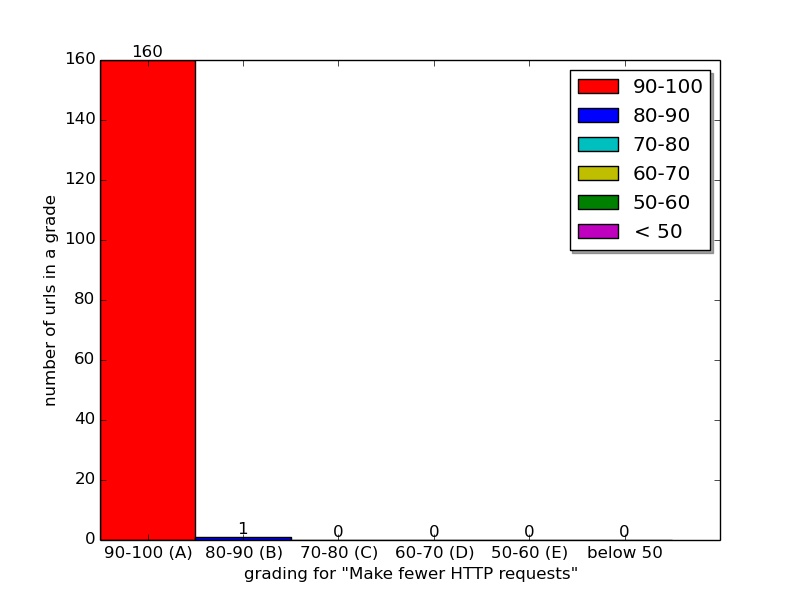 160
160
140
120
100
80
60
40
20
0
number of urls in a grade
90-100
80-90
70-80
60-70
50-60
< 50
1
0
0
0
0
90-100 (A)
80-90 (B)
70-80 (C)
60-70 (D)
50-60 (E)
below 50
grading for "Make fewer HTTP requests"